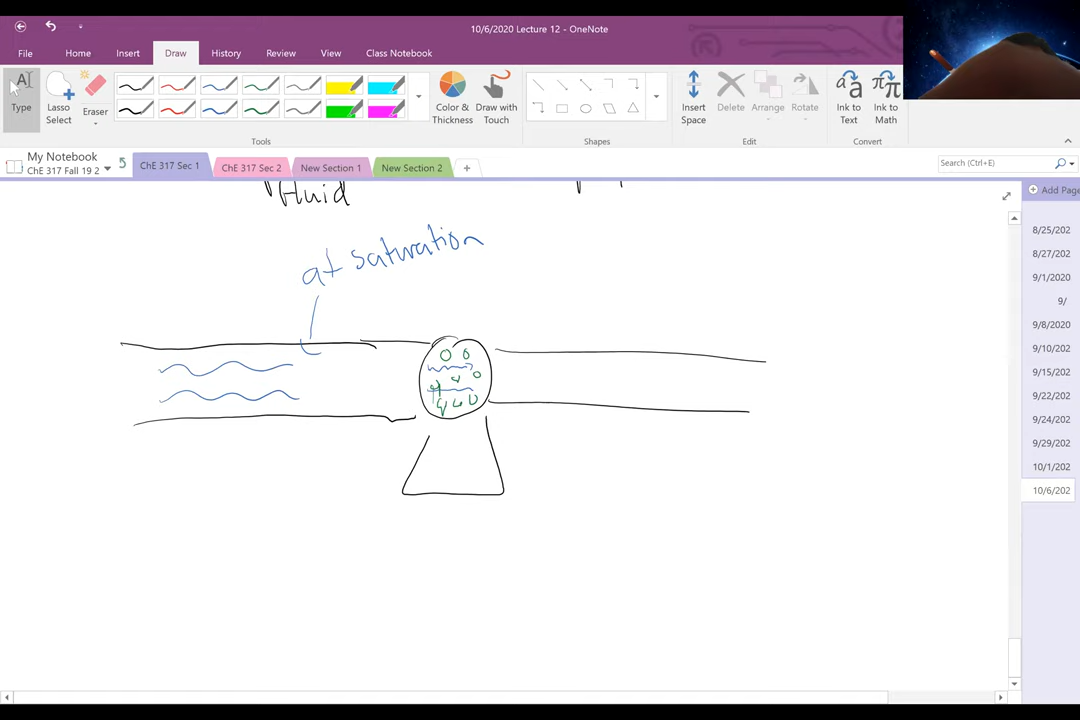 10/6/2020 Lecture 12 - OneNote
File Home Insert Draw History Review View Class Notebook
Type
Lasso Select
Eraser
Color & Thickness
Draw with Touch
Insert Space
Delete
Arrange
Rotate
Ink to Text
Ink to Math
Tools
Shapes
Edit
Convert
My Notebook
ChE 317 Fall 19 2
ChE 317 Sec 1
ChE 317 Sec 2
New Section 1
New Section 2
Search (Ctrl+E)
Add Page
8/25/202
8/27/202
9/1/2020
9/
9/8/2020
9/10/202
9/15/202
9/22/202
9/24/202
9/29/202
10/1/202
10/6/202
Fluid
at saturation